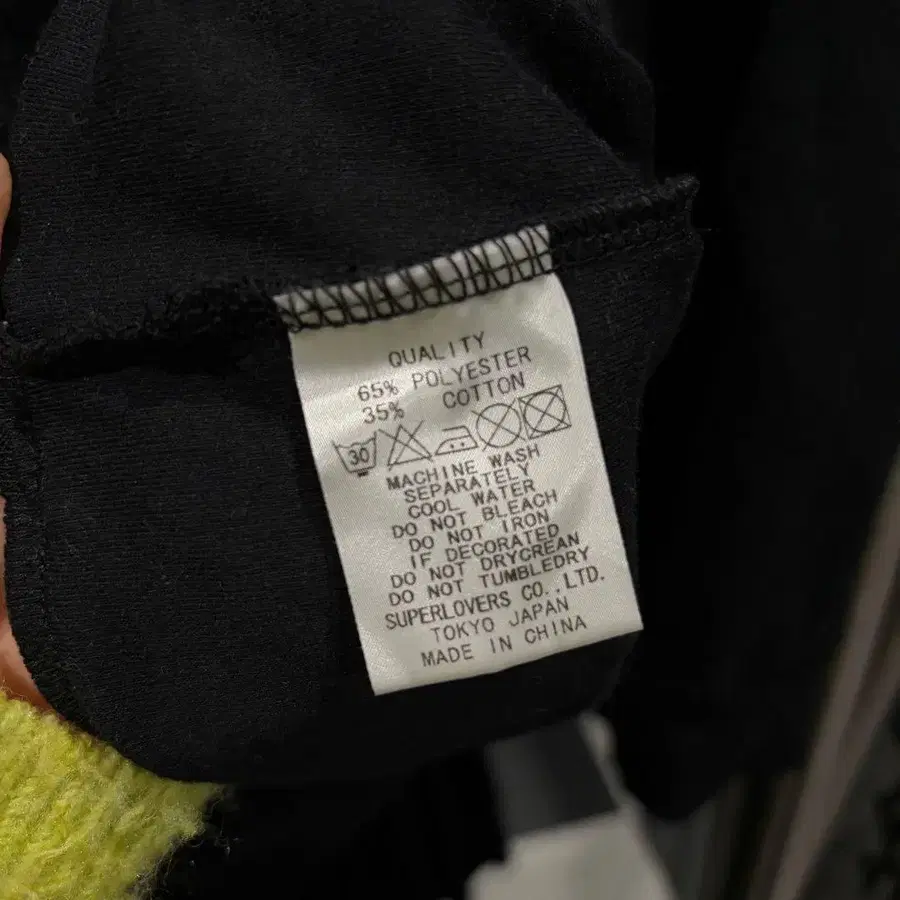 QUALITY
65% POLYESTER
35% COTTON
30
MACHINE WASH
SEPARATELY
COOL WATER
DO NOT BLEACH
DO NOT IRON
IF DECORATED
DO NOT DRYCREAN
DO NOT TUMBLEDRY
SUPERLOVERS CO.,LTD.
TOKYO JAPAN
MADE IN CHINA